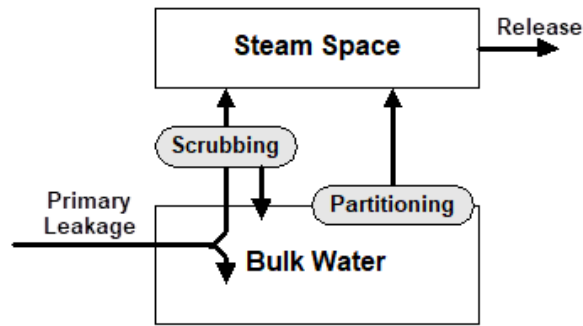 Steam Space
Release
Scrubbing
Primary
Leakage
Partitioning
Bulk Water